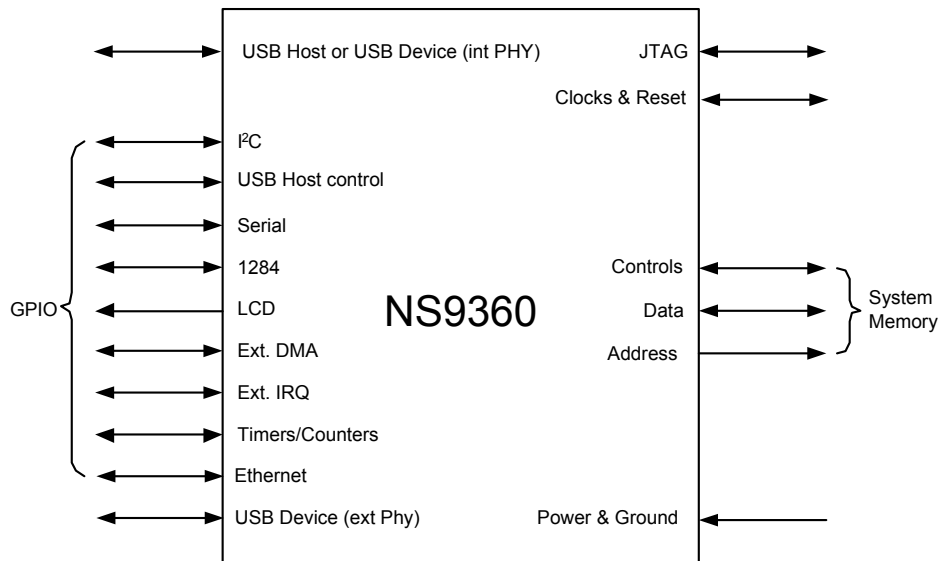 USB Host or USB Device (int PHY)
JTAG
Clocks & Reset
I²C
USB Host control
Serial
1284
LCD
Ext. DMA
Ext. IRQ
Timers/Counters
Ethernet
USB Device (ext Phy)
GPIO
NS9360
Controls
Data
Address
System
Memory
Power & Ground